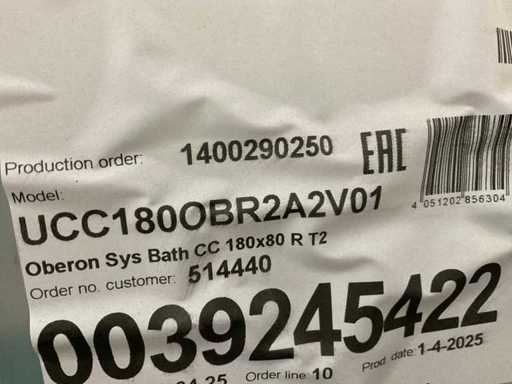 Production order: 1400290250 EAC
Model:
UCC180OBR2A2V01
4 051202 856304
Oberon Sys Bath CC 180x80 R T2
Order no. customer: 514440
0039245422
Order line: 10 Prod. date: 1-4-2025